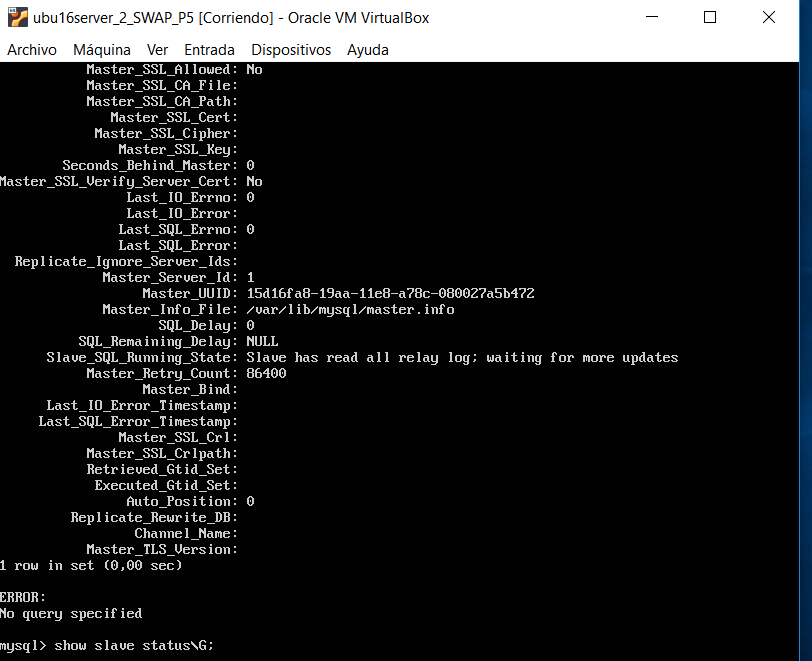 ubu16server_2_SWAP_P5 [Corriendo] - Oracle VM VirtualBox
Archivo Máquina Ver Entrada Dispositivos Ayuda
Master_SSL_Allowed: No
Master_SSL_CA_File:
Master_SSL_CA_Path:
Master_SSL_Cert:
Master_SSL_Cipher:
Master_SSL_Key:
Seconds_Behind_Master: 0
Master_SSL_Verify_Server_Cert: No
Last_IO_Errno: 0
Last_IO_Error:
Last_SQL_Errno: 0
Last_SQL_Error:
Replicate_Ignore_Server_Ids:
Master_Server_Id: 1
Master_UUID: 15d16fa8-19aa-11e8-a78c-080027a5b472
Master_Info_File: /var/lib/mysql/master.info
SQL_Delay: 0
SQL_Remaining_Delay: NULL
Slave_SQL_Running_State: Slave has read all relay log; waiting for more updates
Master_Retry_Count: 86400
Master_Bind:
Last_IO_Error_Timestamp:
Last_SQL_Error_Timestamp:
Master_SSL_Crl:
Master_SSL_Crlpath:
Retrieved_Gtid_Set:
Executed_Gtid_Set:
Auto_Position: 0
Replicate_Rewrite_DB:
Channel_Name:
Master_TLS_Version:
1 row in set (0,00 sec)
ERROR:
No query specified
mysql> show slave status\G;